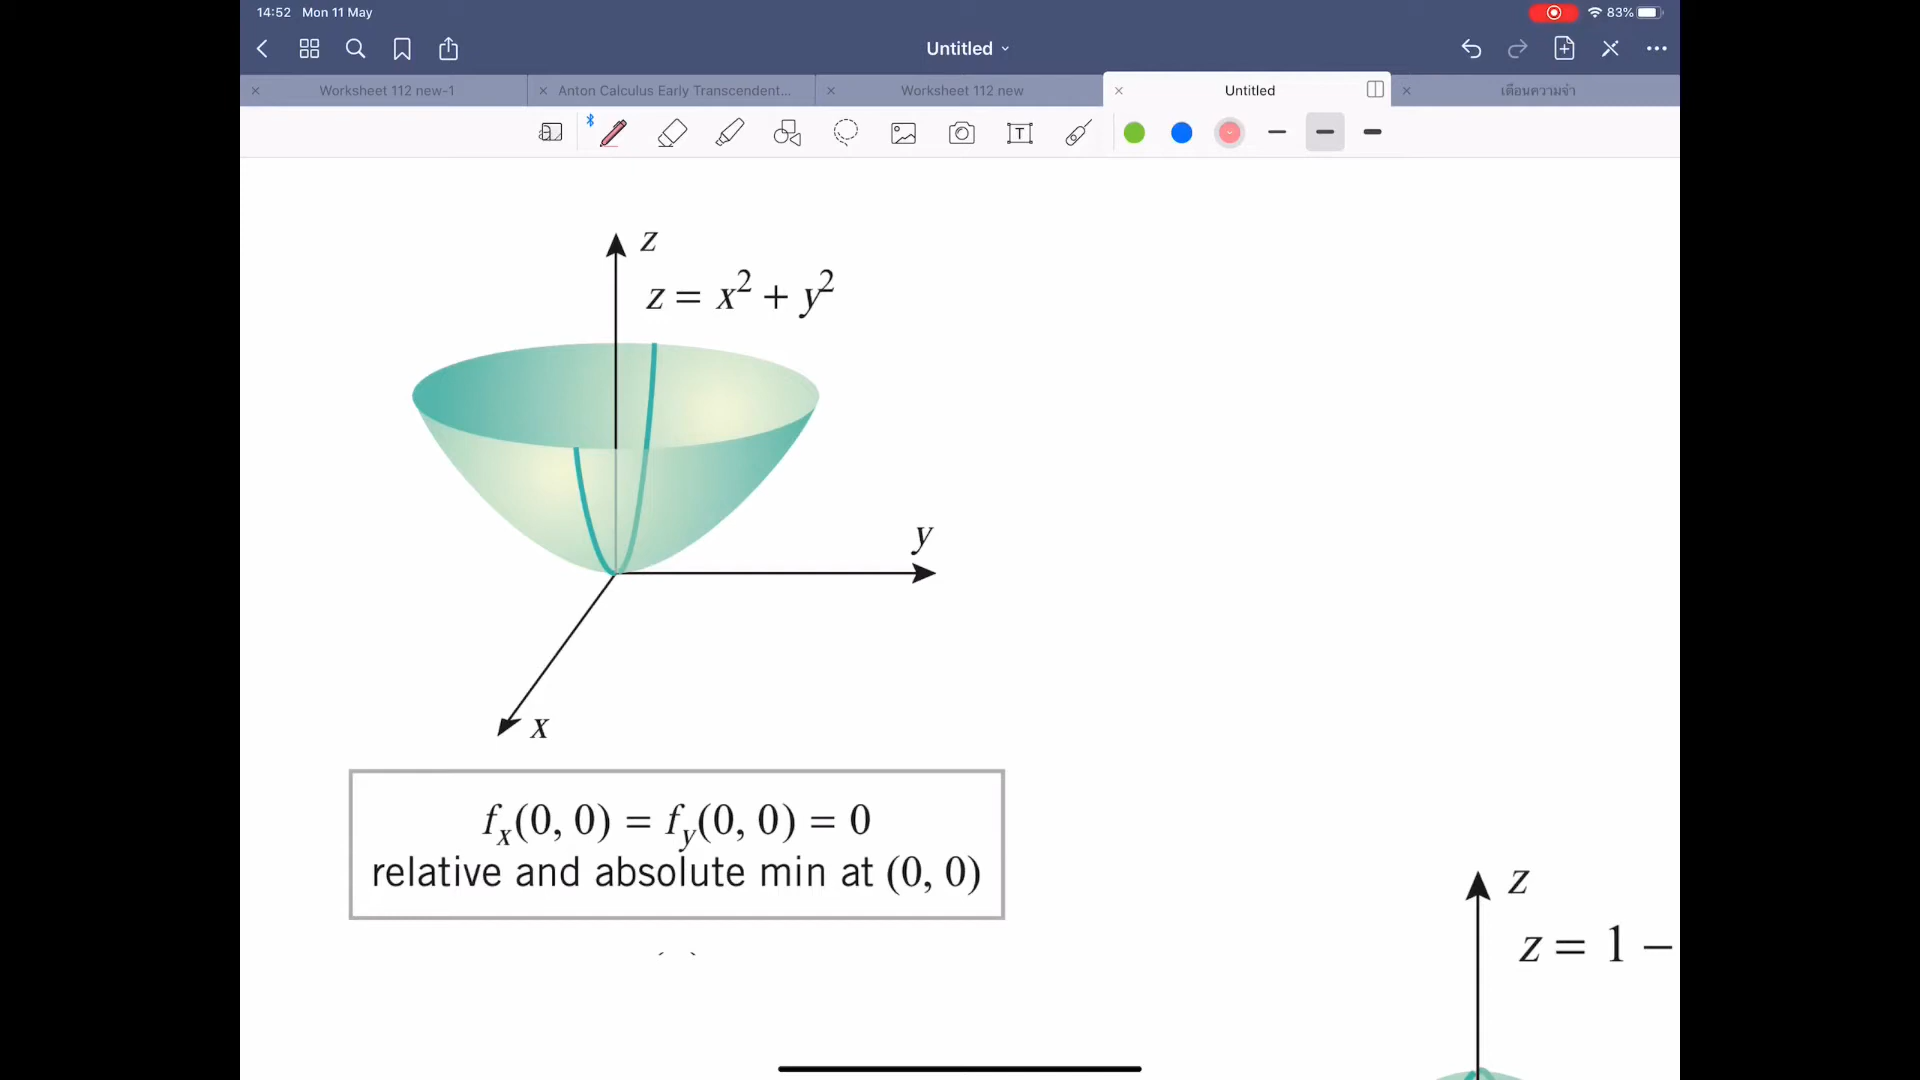 14:52 Mon 11 May
83%
Untitled
Worksheet 112 new-1
Anton Calculus Early Transcendent...
Worksheet 112 new
Untitled
เตือนความจำ
T
z
z = x² + y²
y
x
fₓ(0, 0) = f_y(0, 0) = 0
relative and absolute min at (0, 0)
z
z = 1 −